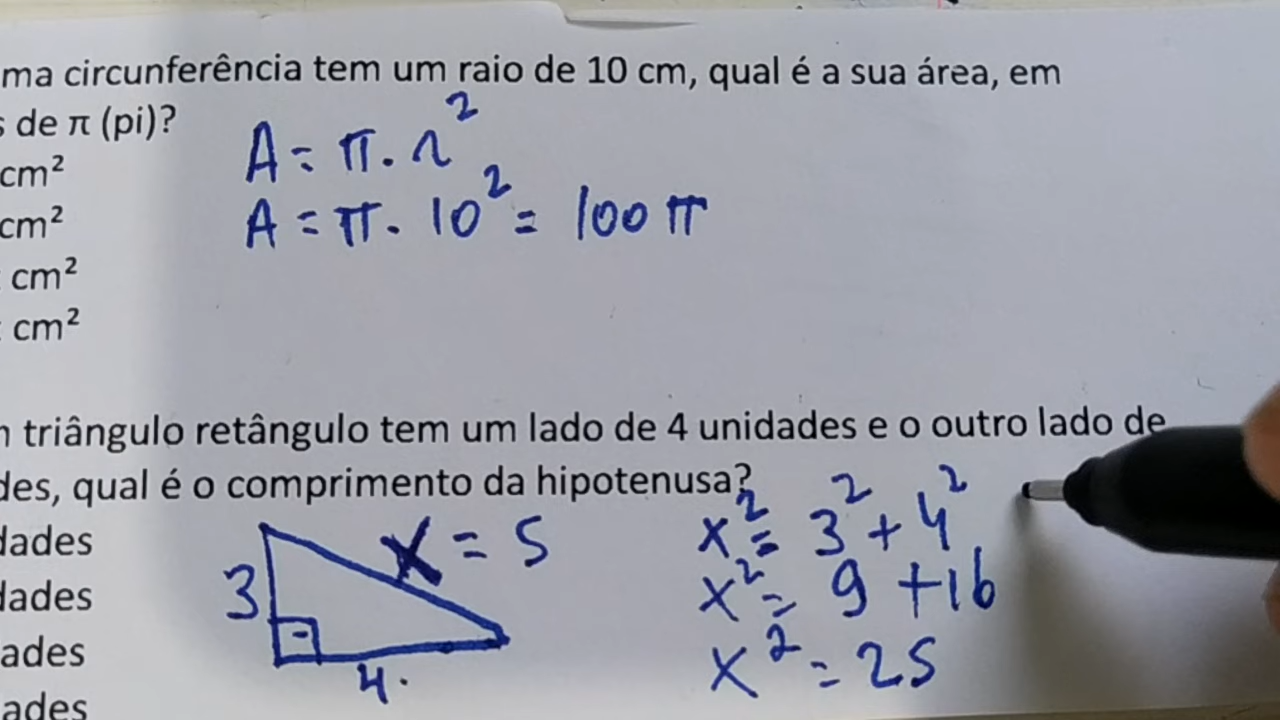 ma circunferência tem um raio de 10 cm, qual é a sua área, em
s de π (pi)?
A = π . r²
cm²
A = π . 10² = 100 π
cm²
cm²
cm²
triângulo retângulo tem um lado de 4 unidades e o outro lado de
des, qual é o comprimento da hipotenusa?
x² = 3² + 4²
dades
x = 5
3
x² = 9 + 16
dades
ades
x² = 25
4.
ades